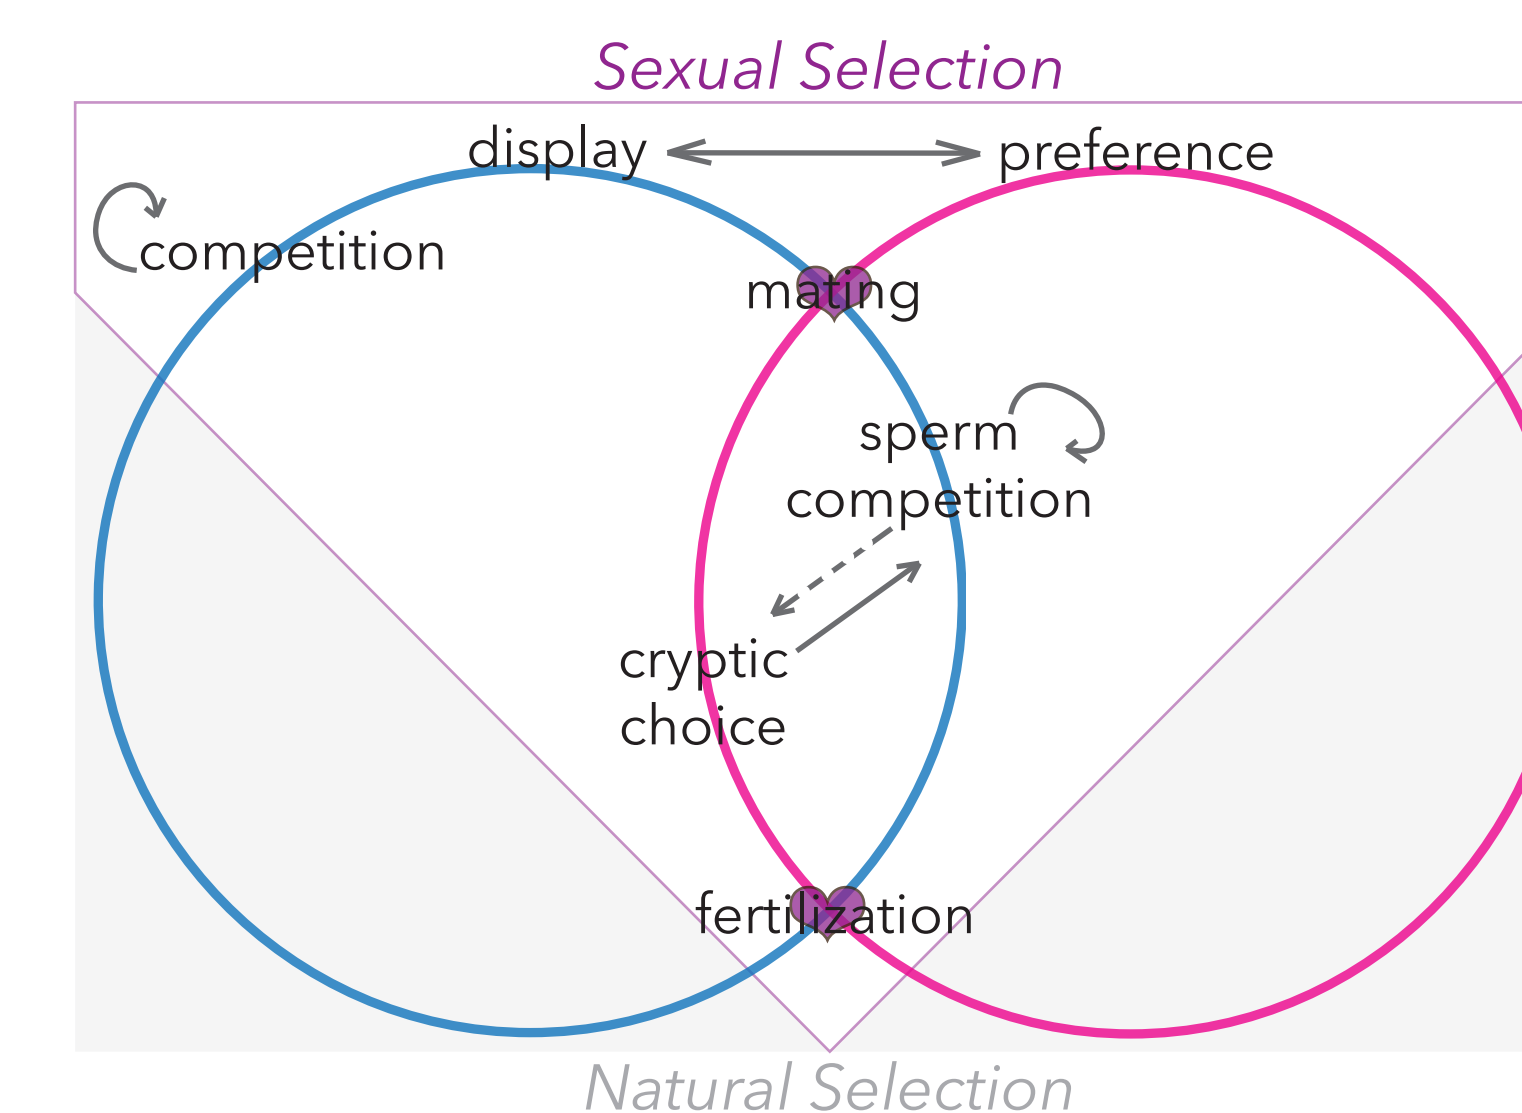 Sexual Selection
display
preference
competition
mating
sperm
competition
cryptic
choice
fertilization
Natural Selection